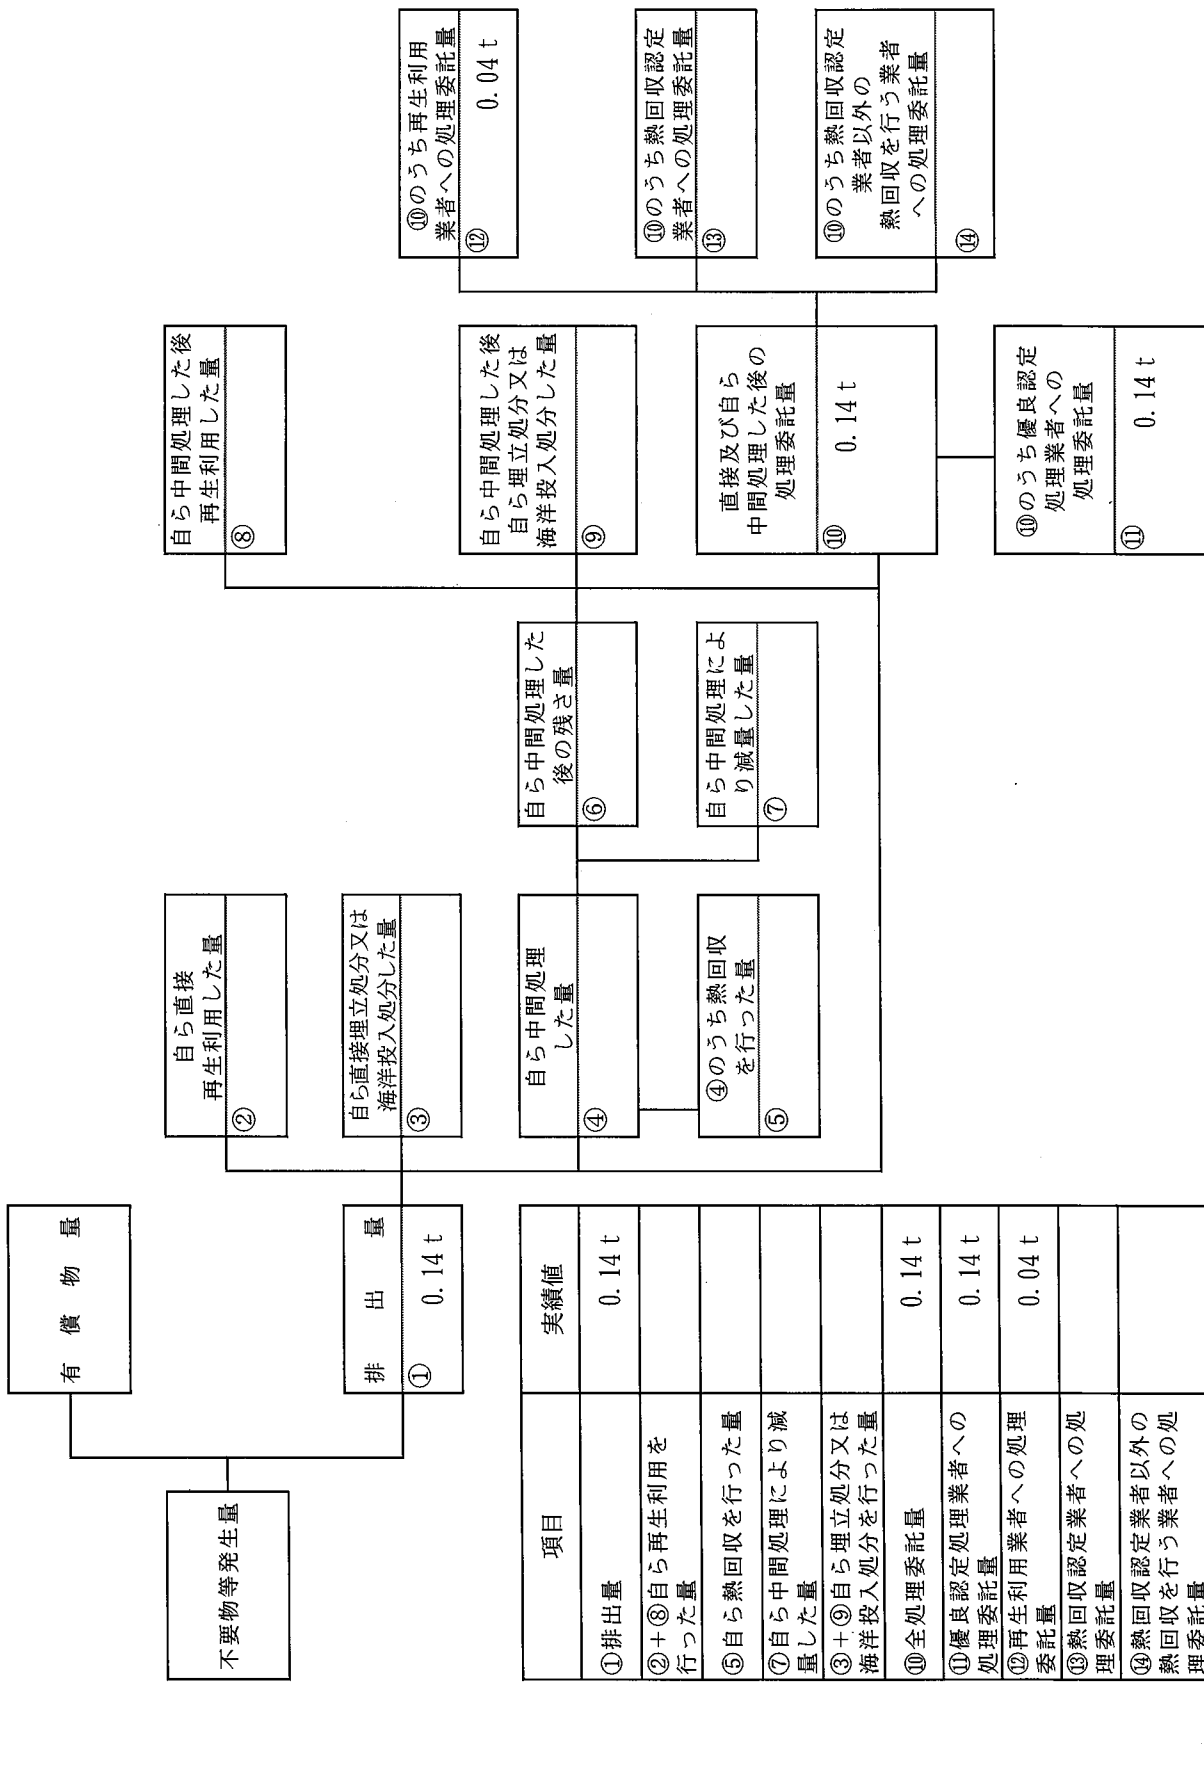 有償物量
不要物等発生量
排出量
①
0.14 t
自ら直接
再生利用した量
②
自ら直接埋立処分又は
海洋投入処分した量
③
自ら中間処理
した量
④
④のうち熱回収
を行った量
⑤
自ら中間処理した
後の残さ量
⑥
自ら中間処理によ
り減量した量
⑦
自ら中間処理した後
再生利用した量
⑧
自ら中間処理した後
自ら埋立処分又は
海洋投入処分した量
⑨
直接及び自ら
中間処理した後の
処理委託量
⑩
0.14 t
⑩のうち優良認定
処理業者への
処理委託量
⑪
0.14 t
⑩のうち再生利用
業者への処理委託量
⑫
0.04 t
⑩のうち熱回収認定
業者への処理委託量
⑬
⑩のうち熱回収認定
業者以外の
熱回収を行う業者
への処理委託量
⑭
項目 実績値
①排出量 0.14 t
②+⑧自ら再生利用を
行った量
⑤自ら熱回収を行った量
⑦自ら中間処理により減
量した量
③+⑨自ら埋立処分又は
海洋投入処分を行った量
⑩全処理委託量 0.14 t
⑪優良認定処理業者への
処理委託量 0.14 t
⑫再生利用業者への処理
委託量 0.04 t
⑬熱回収認定業者への処
理委託量
⑭熱回収認定業者以外の
熱回収を行う業者への処
理委託量